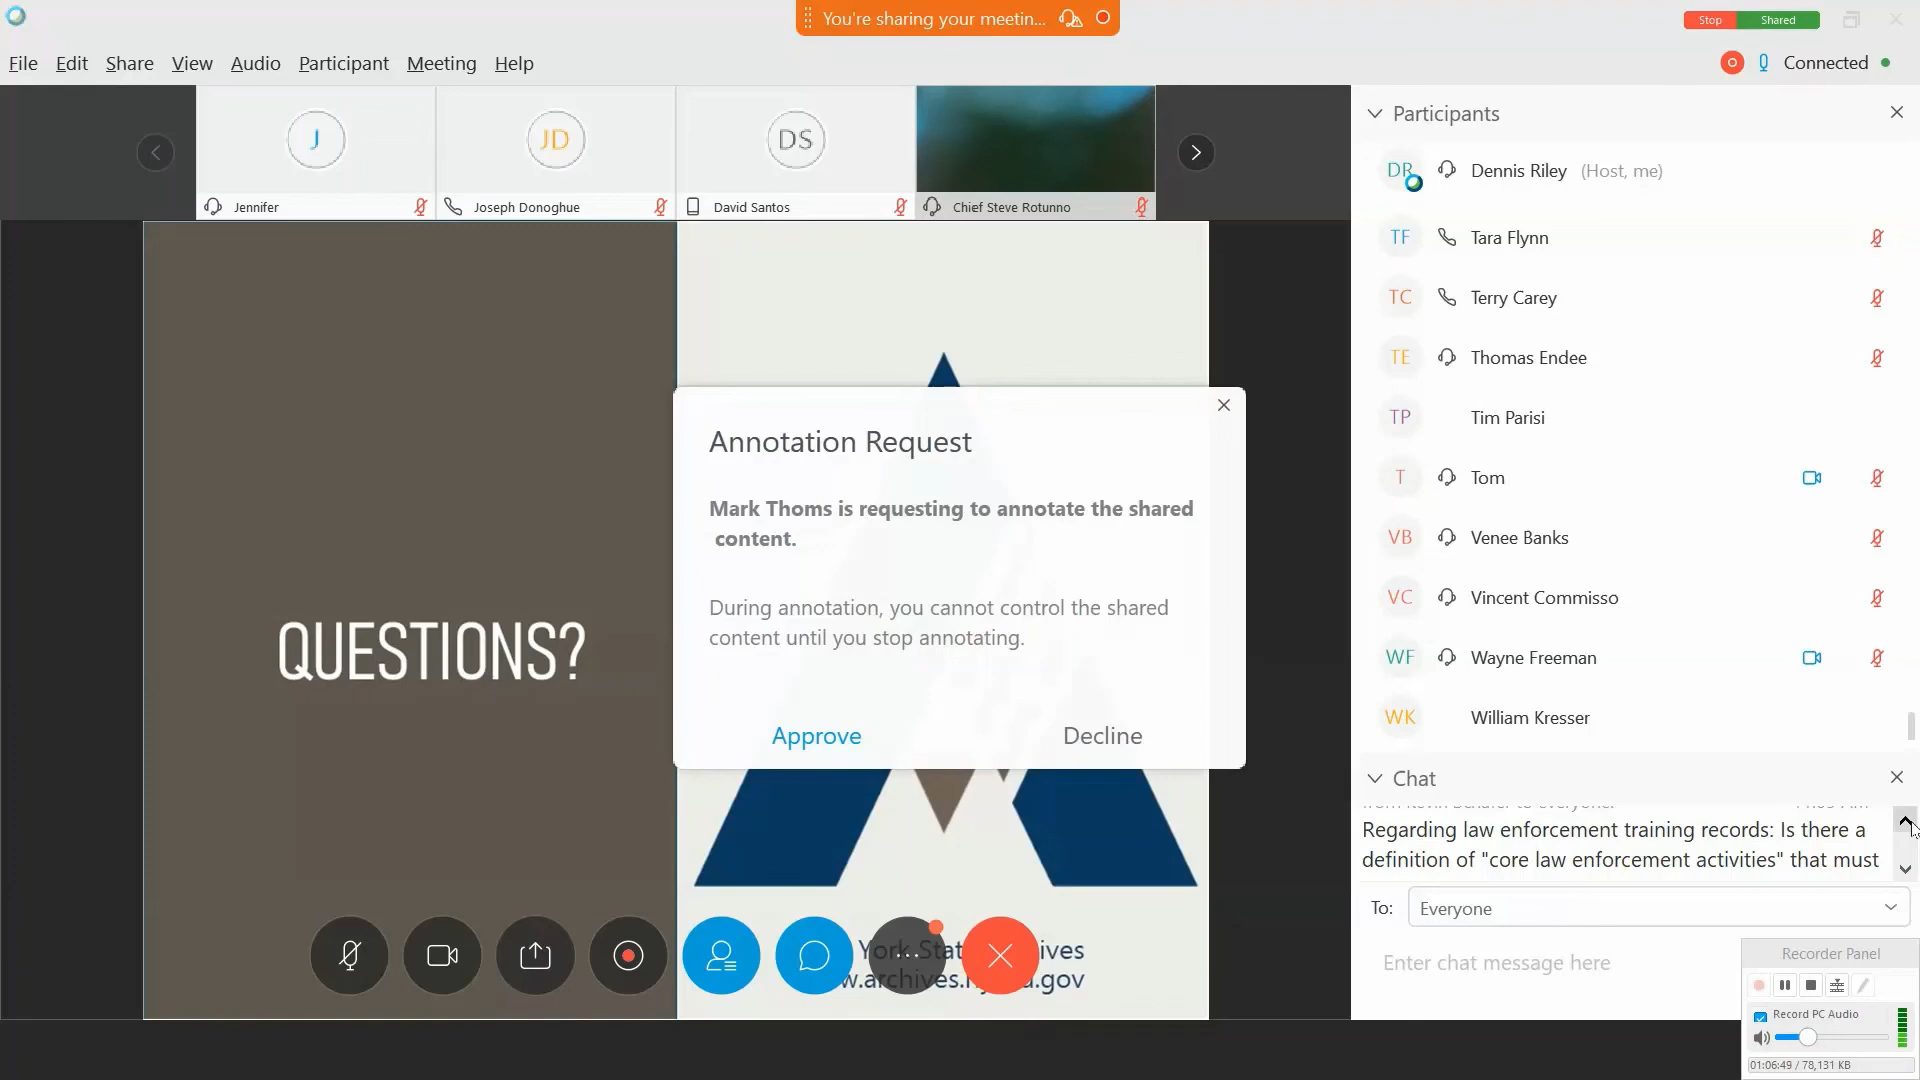 You're sharing your meetin...
Stop
Shared
File
Edit
Share
View
Audio
Participant
Meeting
Help
Connected
J
JD
DS
Jennifer
Joseph Donoghue
David Santos
Chief Steve Rotunno
QUESTIONS?
Annotation Request
Mark Thoms is requesting to annotate the shared
content.
During annotation, you cannot control the shared
content until you stop annotating.
Approve
Decline
York
Participants
DR
Dennis Riley (Host, me)
TF
Tara Flynn
TC
Terry Carey
TE
Thomas Endee
TP
Tim Parisi
T
Tom
VB
Venee Banks
VC
Vincent Commisso
WF
Wayne Freeman
WK
William Kresser
Chat
Regarding law enforcement training records: Is there a
definition of "core law enforcement activities" that must
To:
Everyone
Enter chat message here
Recorder Panel
Record PC Audio
01:06:49 / 78,131 KB